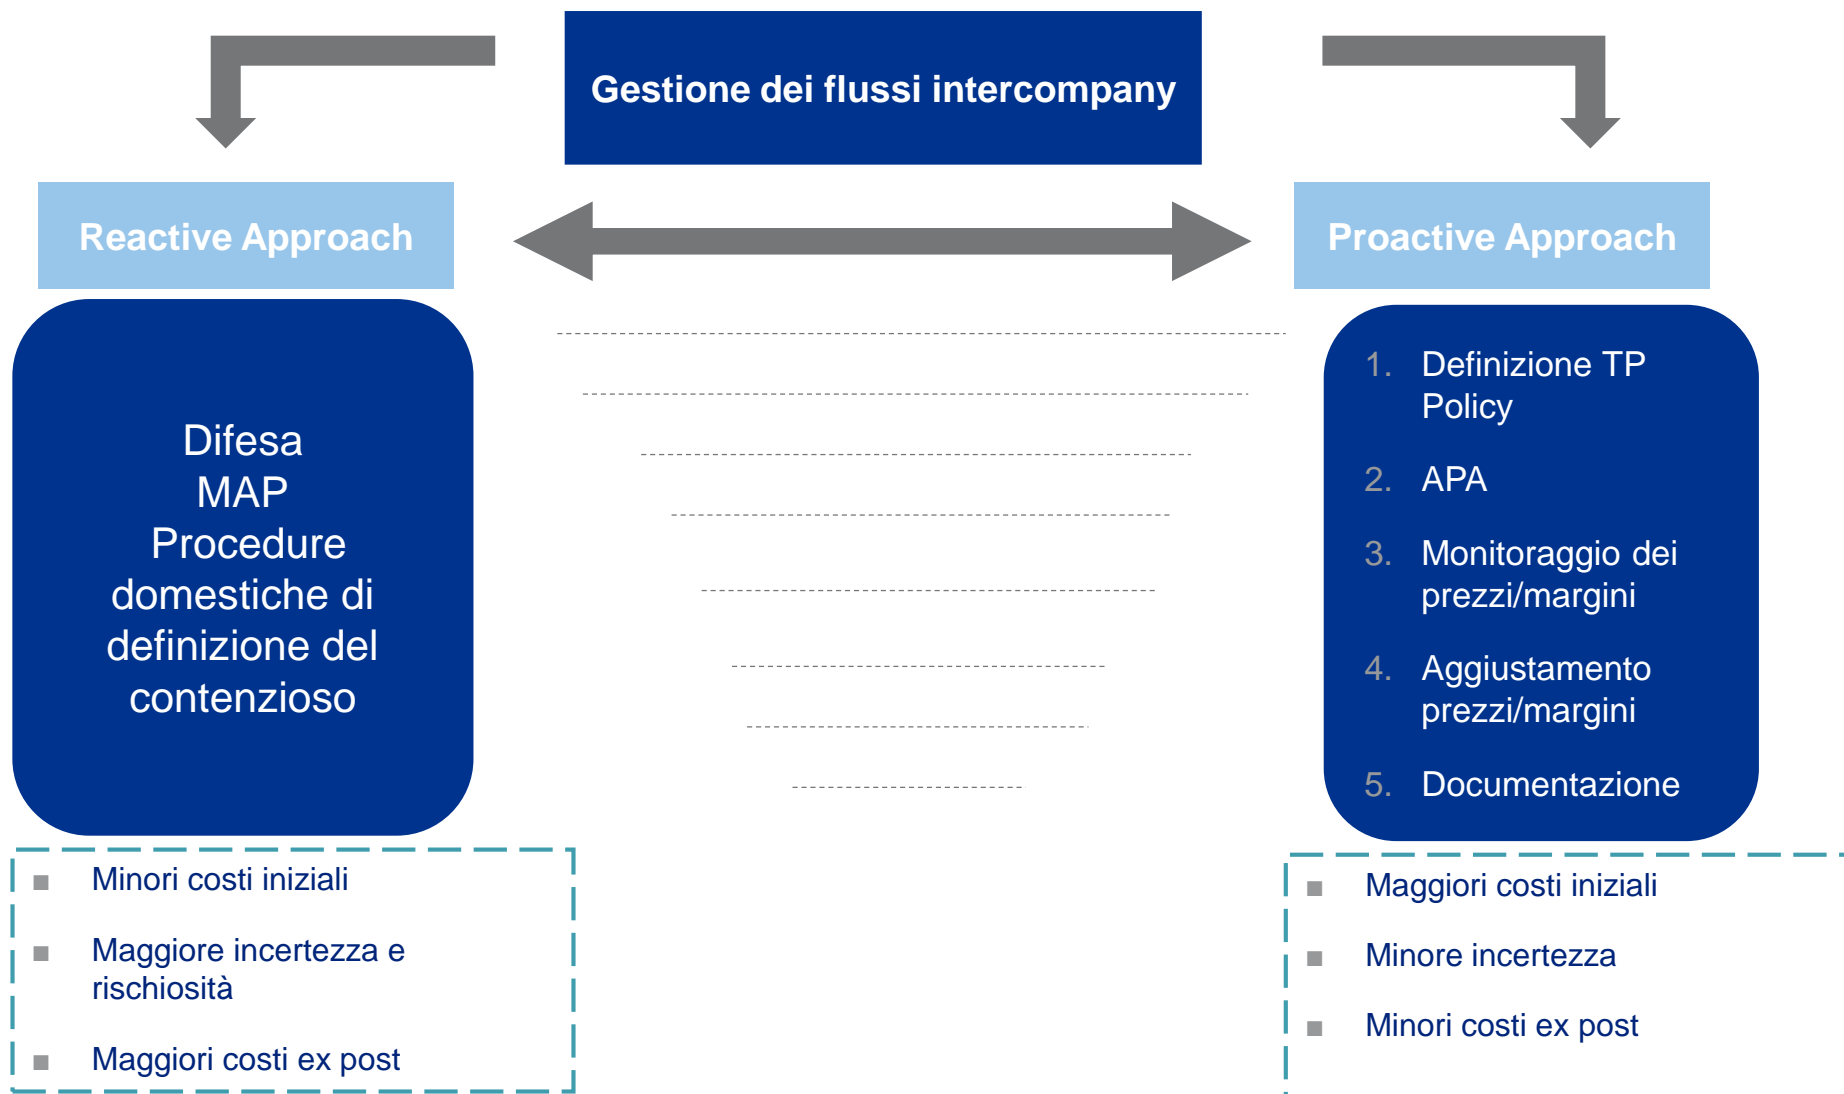 Gestione dei flussi intercompany
Reactive Approach
Proactive Approach
Difesa
MAP
Procedure
domestiche di
definizione del
contenzioso
1. Definizione TP
Policy
2. APA
3. Monitoraggio dei
prezzi/margini
4. Aggiustamento
prezzi/margini
5. Documentazione
■ Minori costi iniziali
■ Maggiore incertezza e
rischiosità
■ Maggiori costi ex post
■ Maggiori costi iniziali
■ Minore incertezza
■ Minori costi ex post